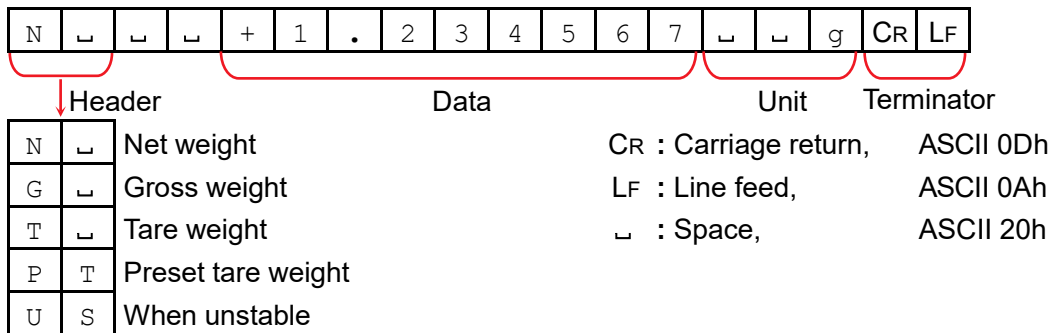 N ␣ ␣ ␣ + 1 . 2 3 4 5 6 7 ␣ ␣ g CR LF
Header Data Unit Terminator
N ␣ Net weight CR : Carriage return, ASCII 0Dh
G ␣ Gross weight LF : Line feed, ASCII 0Ah
T ␣ Tare weight ␣ : Space, ASCII 20h
P T Preset tare weight
U S When unstable